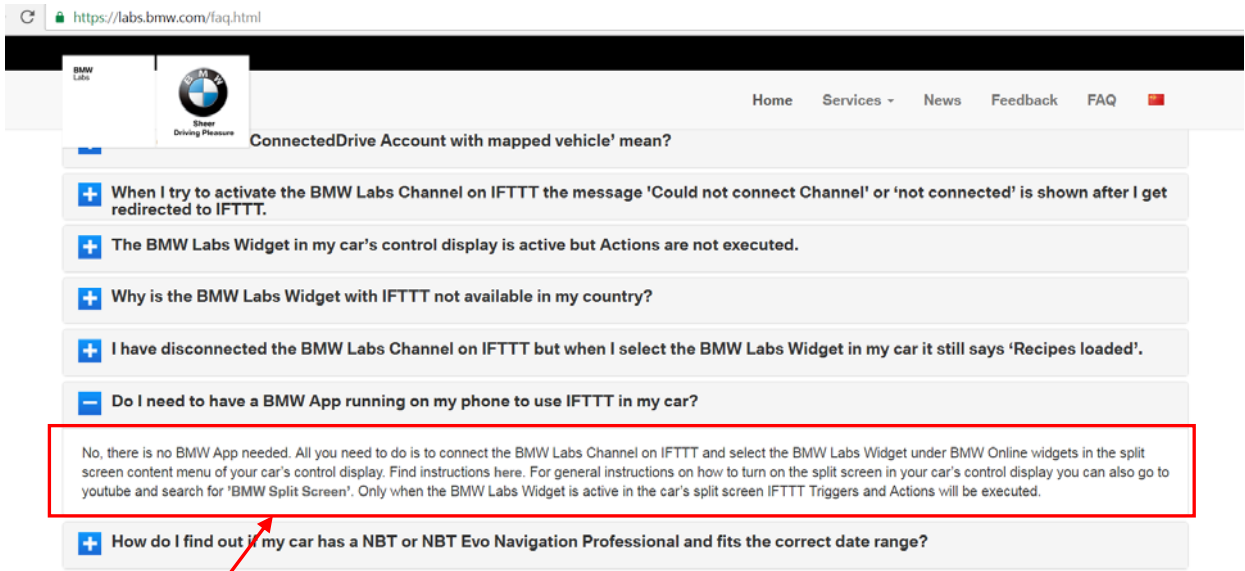 https://labs.bmw.com/faq.html
BMW
Labs
BMW
Sheer
Driving Pleasure
Home Services News Feedback FAQ
ConnectedDrive Account with mapped vehicle’ mean?
When I try to activate the BMW Labs Channel on IFTTT the message 'Could not connect Channel' or ‘not connected’ is shown after I get
redirected to IFTTT.
The BMW Labs Widget in my car’s control display is active but Actions are not executed.
Why is the BMW Labs Widget with IFTTT not available in my country?
I have disconnected the BMW Labs Channel on IFTTT but when I select the BMW Labs Widget in my car it still says ‘Recipes loaded’.
Do I need to have a BMW App running on my phone to use IFTTT in my car?
No, there is no BMW App needed. All you need to do is to connect the BMW Labs Channel on IFTTT and select the BMW Labs Widget under BMW Online widgets in the split
screen content menu of your car’s control display. Find instructions here. For general instructions on how to turn on the split screen in your car’s control display you can also go to
youtube and search for 'BMW Split Screen'. Only when the BMW Labs Widget is active in the car’s split screen IFTTT Triggers and Actions will be executed.
How do I find out if my car has a NBT or NBT Evo Navigation Professional and fits the correct date range?